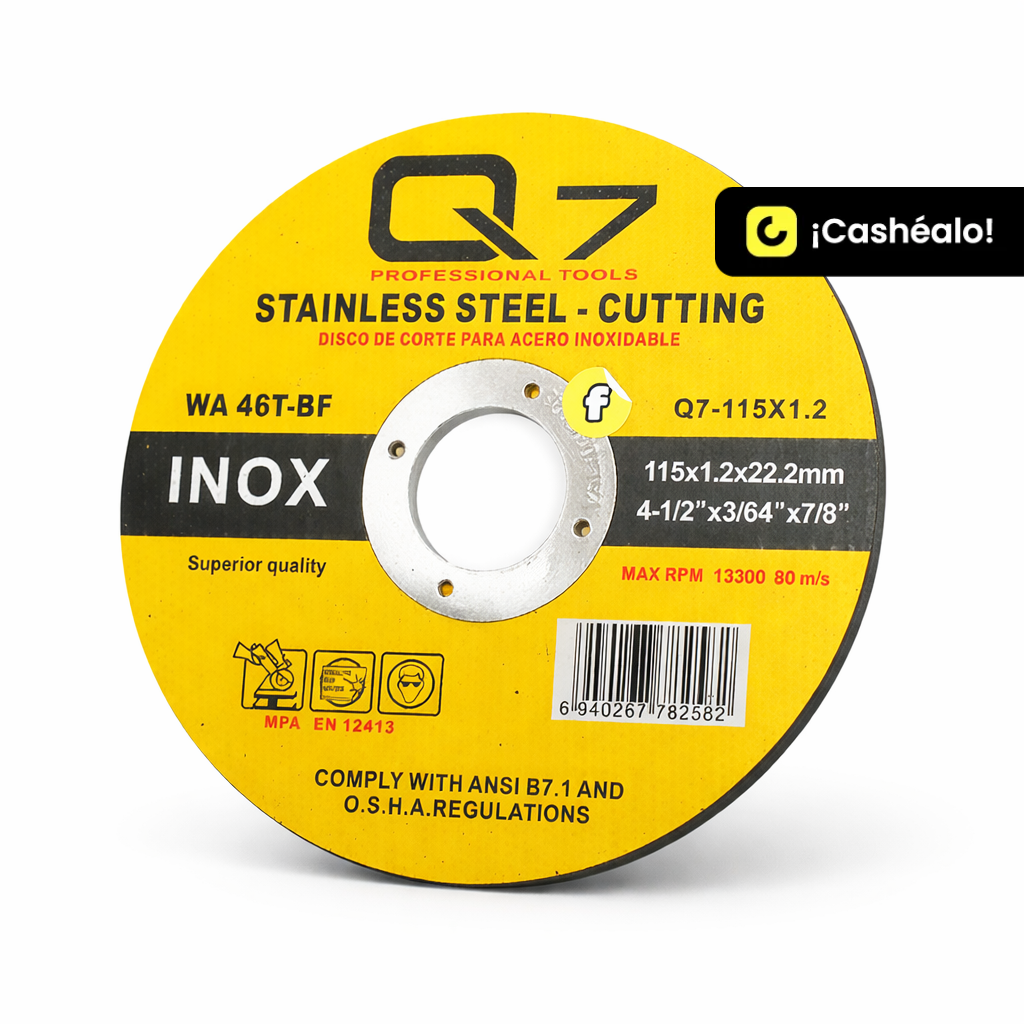 Q7
PROFESSIONAL TOOLS
¡Cashéalo!
STAINLESS STEEL - CUTTING
DISCO DE CORTE PARA ACERO INOXIDABLE
f
WA 46T-BF
Q7-115X1.2
INOX
115x1.2x22.2mm
4-1/2”x3/64“x7/8”
Superior quality
MAX RPM 13300 80 m/s
6 940267 782582
MPA EN 12413
COMPLY WITH ANSI B7.1 AND
O.S.H.A.REGULATIONS